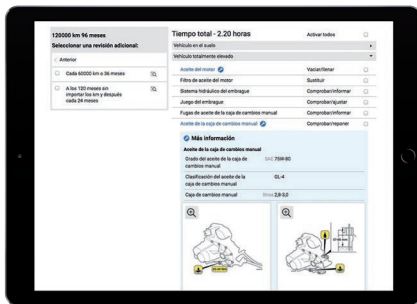 120000 km 96 meses
Seleccionar una revisión adicional:
Anterior
Cada 60000 km o 36 meses
A los 120 meses sin
importar los km y después
cada 24 meses
Tiempo total - 2.20 horas
Activar todos
Vehículo en el suelo
Vehículo totalmente elevado
Aceite del motor Vaciar/llenar
Filtro de aceite del motor Sustituir
Sistema hidráulico del embrague Comprobar/informar
Juego del embrague Comprobar/ajustar
Fugas de aceite de la caja de cambios manual Comprobar/informar
Aceite de la caja de cambios manual Comprobar/reponer
Más información
Aceite de la caja de cambios manual
Grado del aceite de la caja de SAE 75W-80
cambios manual
Clasificación del aceite de la GL-4
caja de cambios manual
Caja de cambios manual litros 2,8-3,0